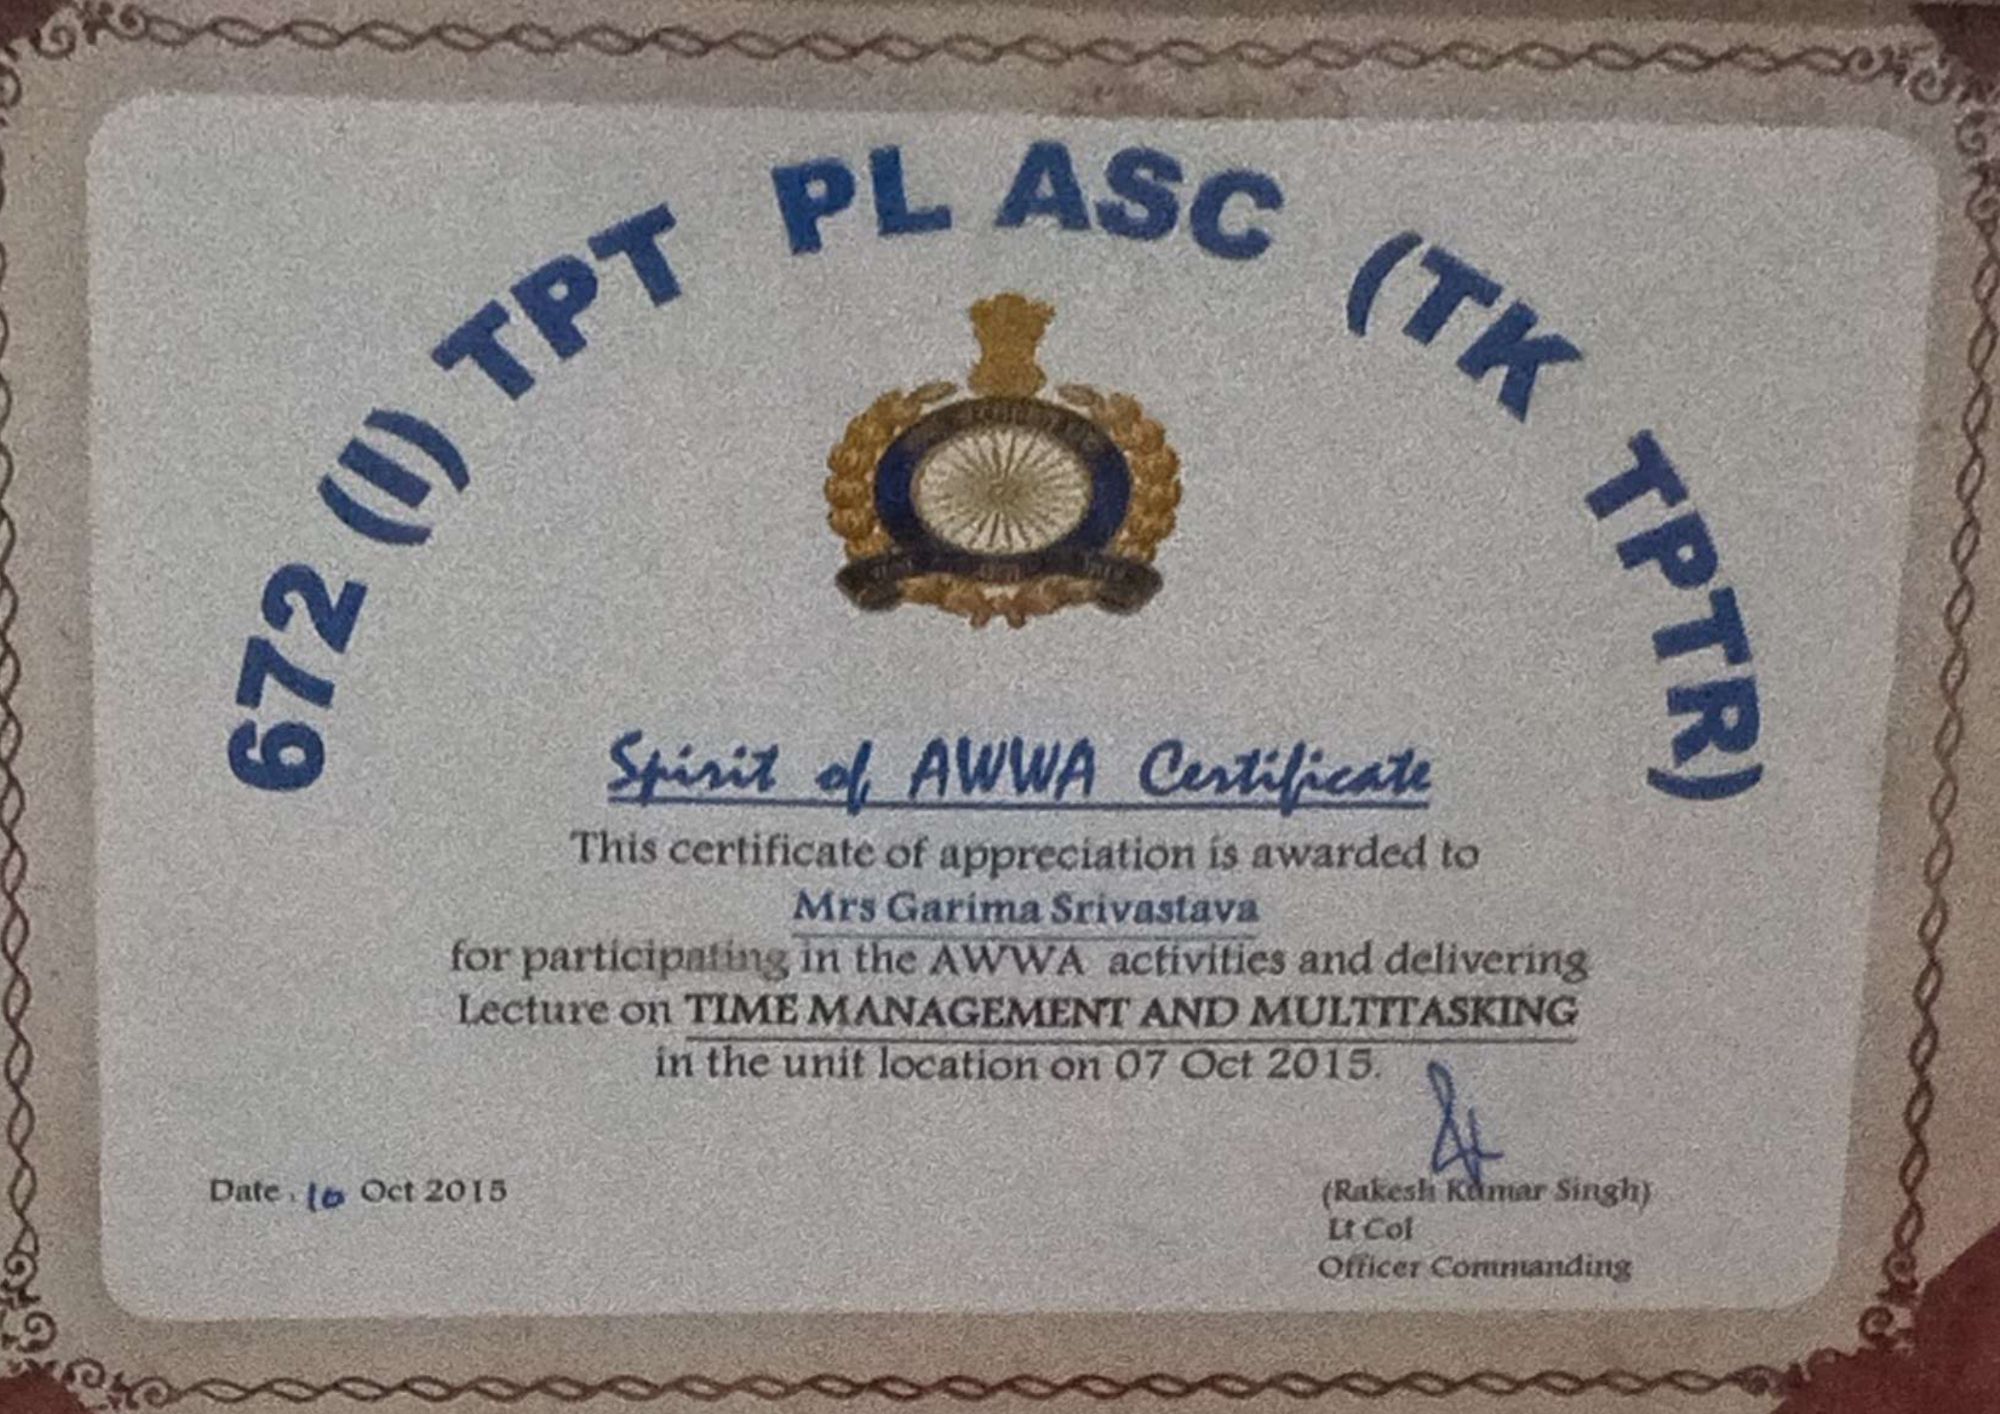 672 (I) TPT PL ASC (TK TPTR)
Spirit of AWWA Certificate
This certificate of appreciation is awarded to
Mrs Garima Srivastava
for participating in the AWWA activities and delivering
Lecture on TIME MANAGEMENT AND MULTITASKING
in the unit location on 07 Oct 2015.
Date . 10 Oct 2015
(Rakesh Kumar Singh)
Lt Col
Officer Commanding